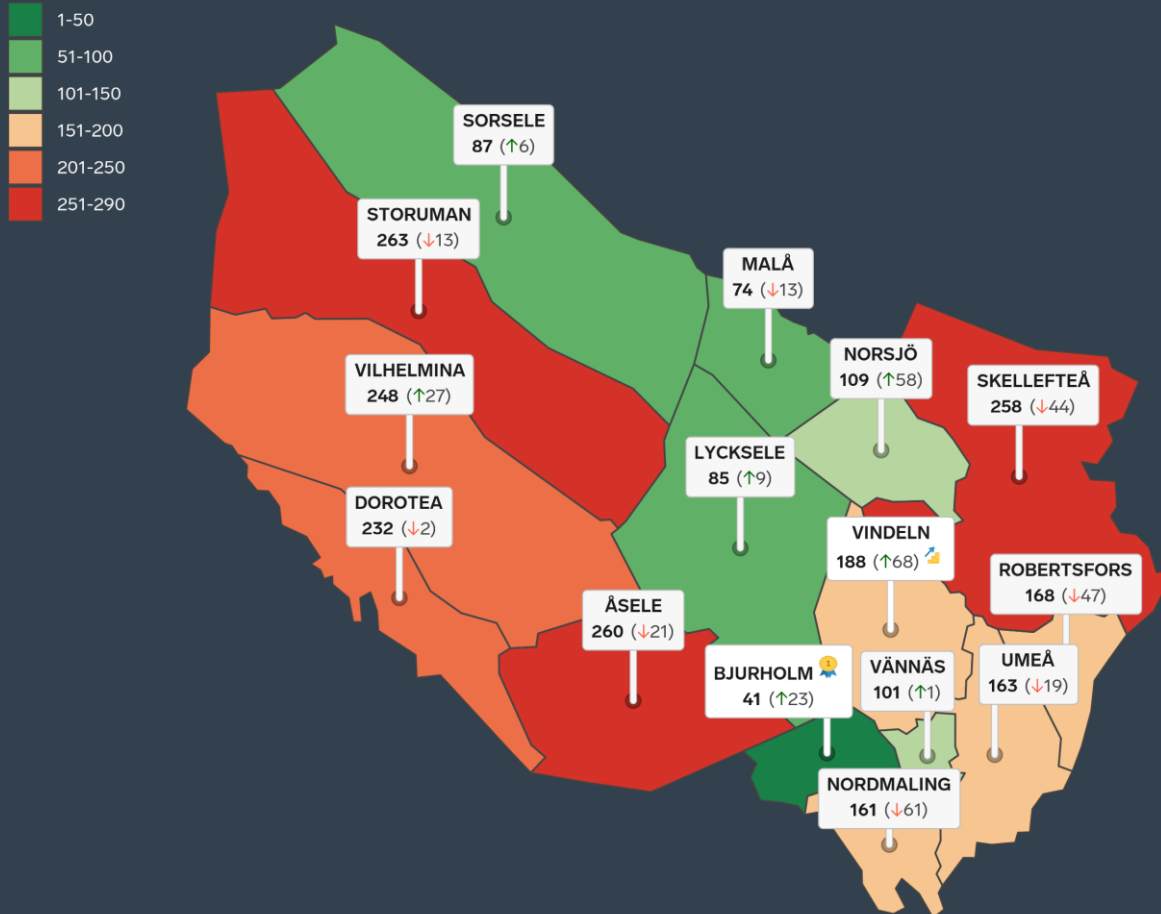 1-50
51-100
101-150
151-200
201-250
251-290
SORSELE
87 (↑6)
STORUMAN
263 (↓13)
MALÅ
74 (↓13)
NORSJÖ
109 (↑58)
VILHELMINA
248 (↑27)
SKELLEFTEÅ
258 (↓44)
LYCKSELE
85 (↑9)
DOROTEA
232 (↓2)
VINDELN
188 (↑68)
ROBERTSFORS
168 (↓47)
ÅSELE
260 (↓21)
BJURHOLM 1
41 (↑23)
VÄNNÄS
101 (↑1)
UMEÅ
163 (↓19)
NORDMALING
161 (↓61)